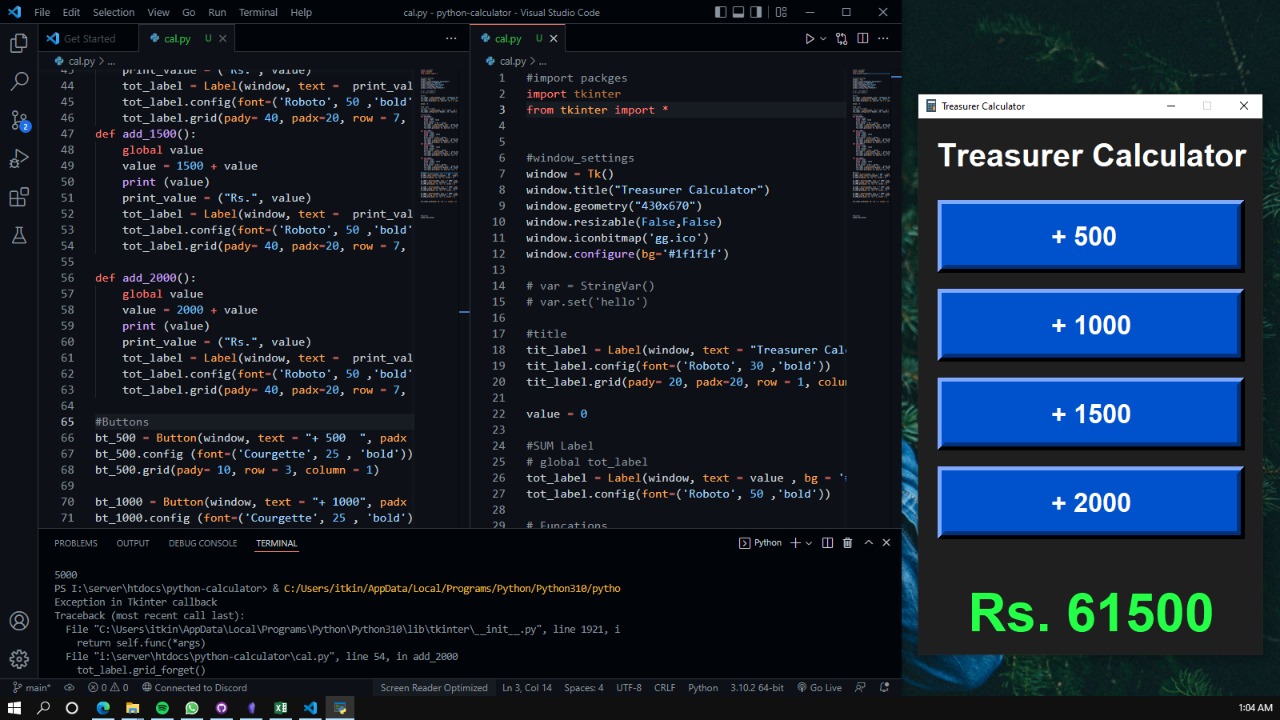 File Edit Selection View Go Run Terminal Help
cal.py - python-calculator - Visual Studio Code
Get Started
cal.py U
cal.py > ...
print_value = ("Rs.", value)
44 tot_label = Label(window, text = print_val
45 tot_label.config(font=('Roboto', 50 ,'bold'
46 tot_label.grid(pady= 40, padx=20, row = 7,
47 def add_1500():
48 global value
49 value = 1500 + value
50 print (value)
51 print_value = ("Rs.", value)
52 tot_label = Label(window, text = print_val
53 tot_label.config(font=('Roboto', 50 ,'bold'
54 tot_label.grid(pady= 40, padx=20, row = 7,
55
56 def add_2000():
57 global value
58 value = 2000 + value
59 print (value)
60 print_value = ("Rs.", value)
61 tot_label = Label(window, text = print_val
62 tot_label.config(font=('Roboto', 50 ,'bold'
63 tot_label.grid(pady= 40, padx=20, row = 7,
64
65 #Buttons
66 bt_500 = Button(window, text = "+ 500 ", padx
67 bt_500.config (font=('Courgette', 25 , 'bold'))
68 bt_500.grid(pady= 10, row = 3, column = 1)
69
70 bt_1000 = Button(window, text = "+ 1000", padx
71 bt_1000.config (font=('Courgette', 25 , 'bold')
cal.py U
cal.py > ...
1 #import packges
2 import tkinter
3 from tkinter import *
4
5
6 #window_settings
7 window = Tk()
8 window.title("Treasurer Calculator")
9 window.geometry("430x670")
10 window.resizable(False,False)
11 window.iconbitmap('gg.ico')
12 window.configure(bg='#1f1f1f')
13
14 # var = StringVar()
15 # var.set('hello')
16
17 #title
18 tit_label = Label(window, text = "Treasurer Cal
19 tit_label.config(font=('Roboto', 30 ,'bold'))
20 tit_label.grid(pady= 20, padx=20, row = 1, colu
21
22 value = 0
23
24 #SUM Label
25 # global tot_label
26 tot_label = Label(window, text = value , bg = '
27 tot_label.config(font=('Roboto', 50 ,'bold'))
28
29 # Funcations
PROBLEMS OUTPUT DEBUG CONSOLE TERMINAL
Python
5000
PS I:\server\htdocs\python-calculator> & C:/Users/itkin/AppData/Local/Programs/Python/Python310/pytho
Exception in Tkinter callback
Traceback (most recent call last):
File "C:\Users\itkin\AppData\Local\Programs\Python\Python310\lib\tkinter\__init__.py", line 1921, i
return self.func(*args)
File "i:\server\htdocs\python-calculator\cal.py", line 54, in add_2000
tot_label.grid_forget()
main* 0 0 Connected to Discord Screen Reader Optimized Ln 3, Col 14 Spaces: 4 UTF-8 CRLF Python 3.10.2 64-bit Go Live
2
Treasurer Calculator
Treasurer Calculator
+ 500
+ 1000
+ 1500
+ 2000
Rs. 61500
1:04 AM